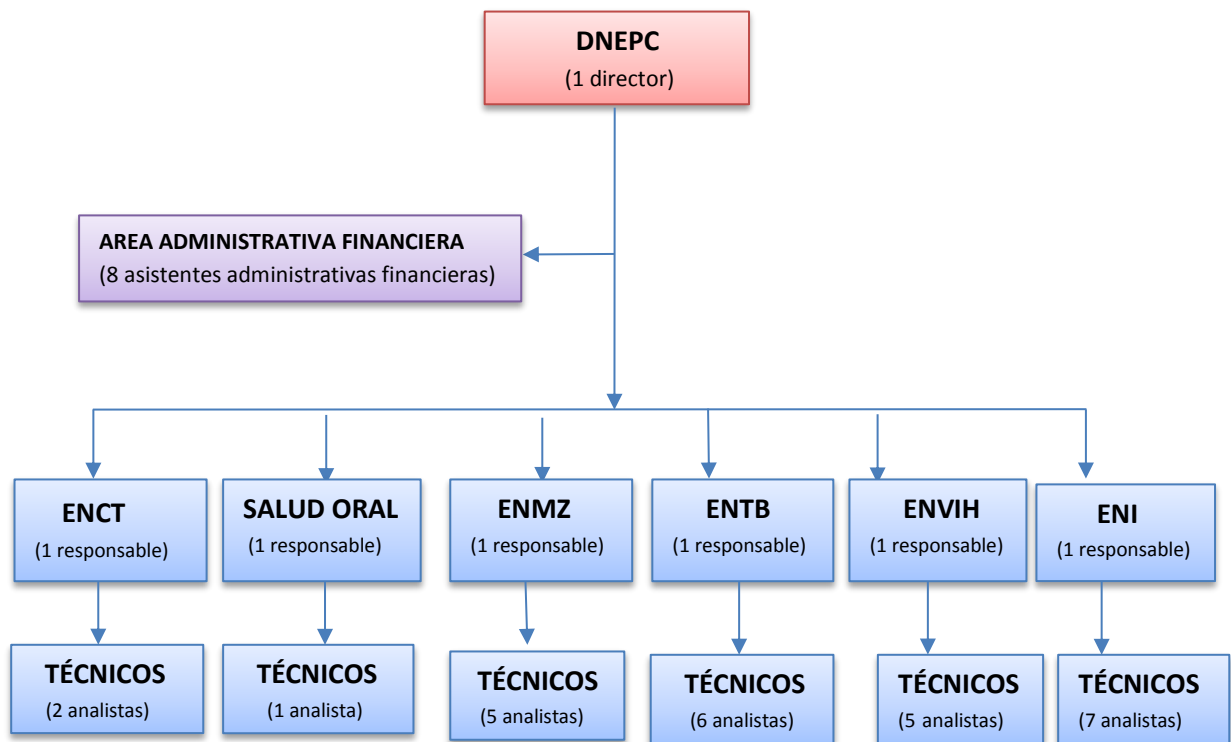 DNEPC
(1 director)
AREA ADMINISTRATIVA FINANCIERA
(8 asistentes administrativas financieras)
ENCT
(1 responsable)
SALUD ORAL
(1 responsable)
ENMZ
(1 responsable)
ENTB
(1 responsable)
ENVIH
(1 responsable)
ENI
(1 responsable)
TÉCNICOS
(2 analistas)
TÉCNICOS
(1 analista)
TÉCNICOS
(5 analistas)
TÉCNICOS
(6 analistas)
TÉCNICOS
(5 analistas)
TÉCNICOS
(7 analistas)